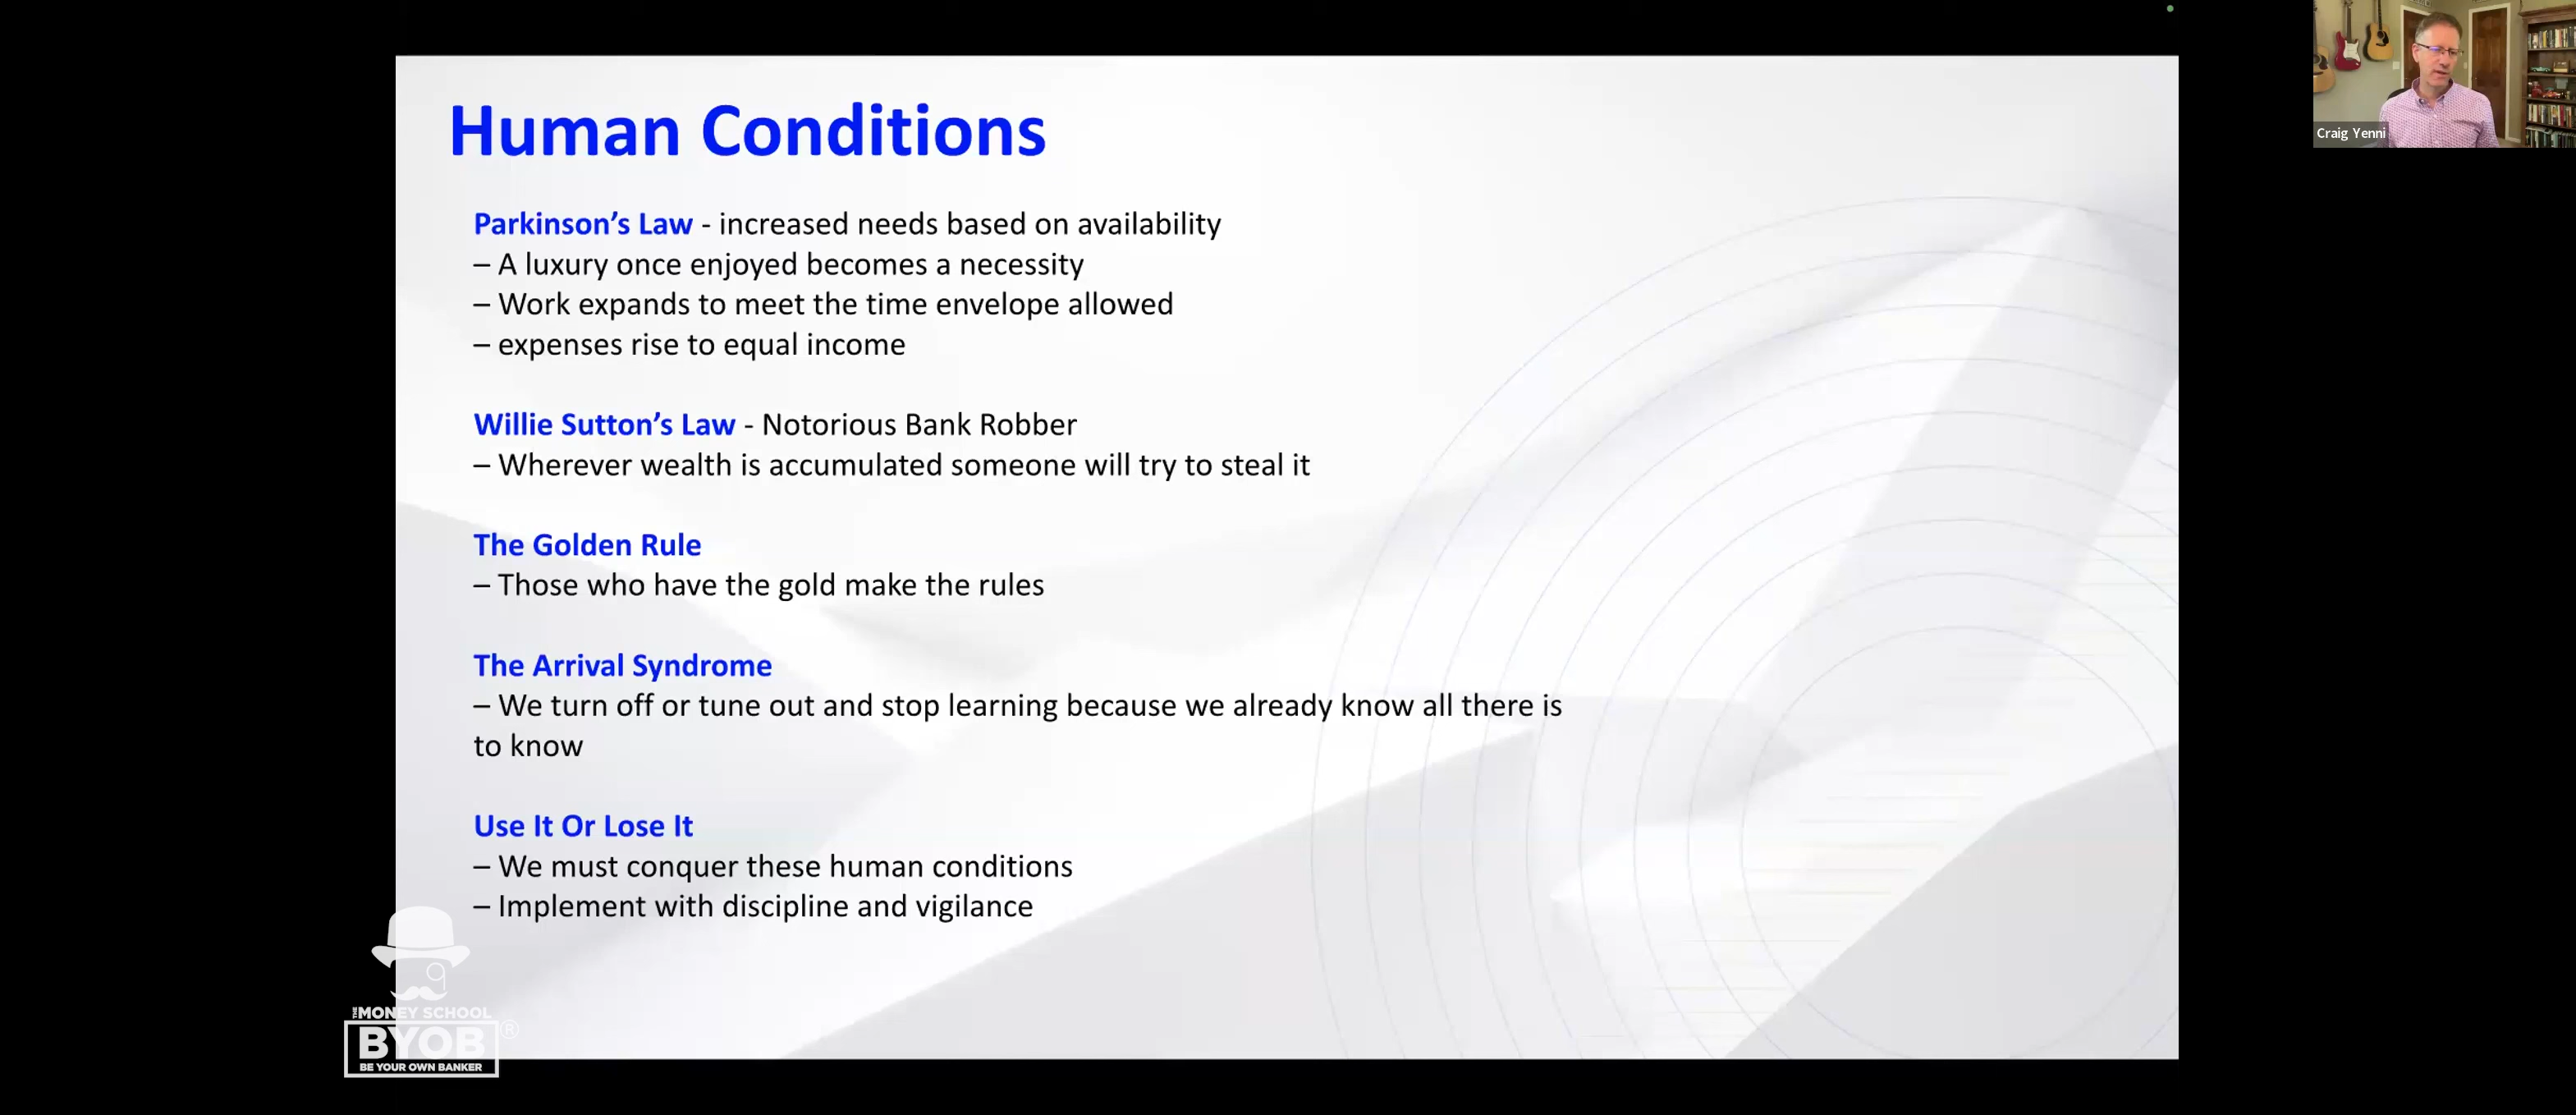 Human Conditions
Parkinson's Law - increased needs based on availability
– A luxury once enjoyed becomes a necessity
– Work expands to meet the time envelope allowed
– expenses rise to equal income
Willie Sutton's Law - Notorious Bank Robber
– Wherever wealth is accumulated someone will try to steal it
The Golden Rule
– Those who have the gold make the rules
The Arrival Syndrome
– We turn off or tune out and stop learning because we already know all there is
to know
Use It Or Lose It
– We must conquer these human conditions
– Implement with discipline and vigilance
THE MONEY SCHOOL
BYOB ®
BE YOUR OWN BANKER
Craig Yenni